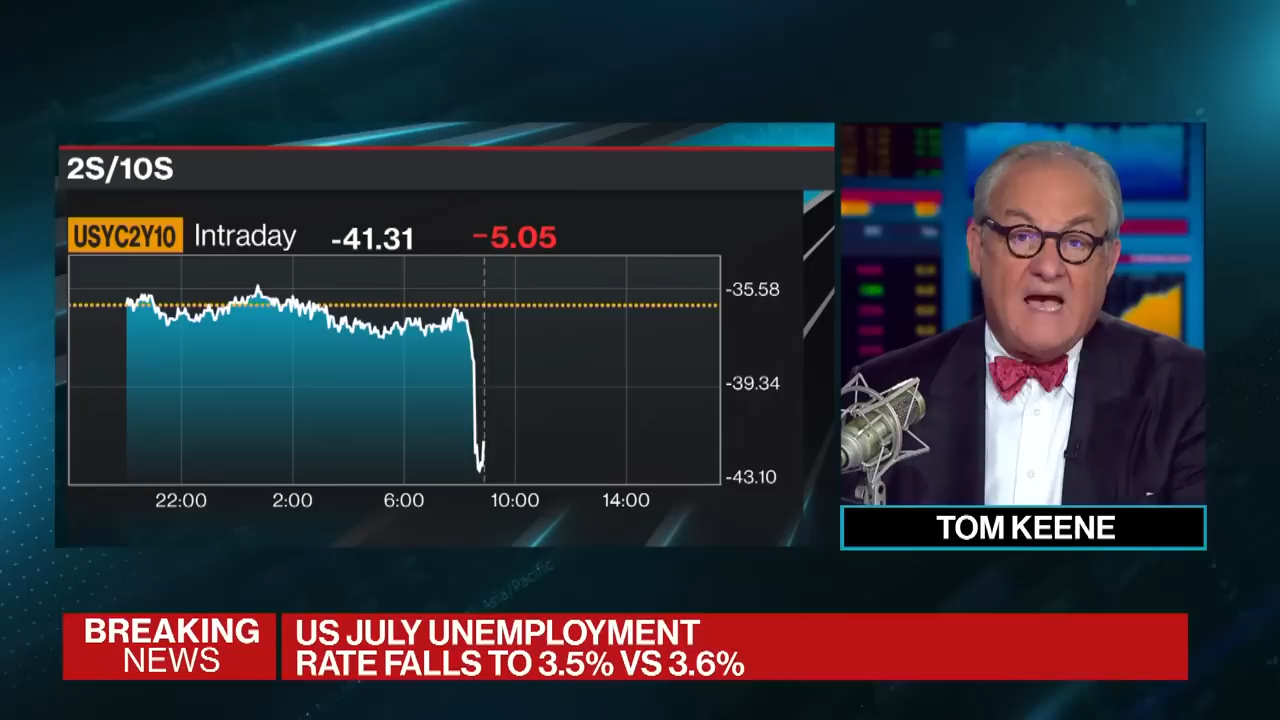 2S/10S
USYC2Y10 Intraday -41.31 -5.05
-35.58
-39.34
-43.10
22:00 2:00 6:00 10:00 14:00
TOM KEENE
Asia/Pacific
BREAKING NEWS
US JULY UNEMPLOYMENT
RATE FALLS TO 3.5% VS 3.6%